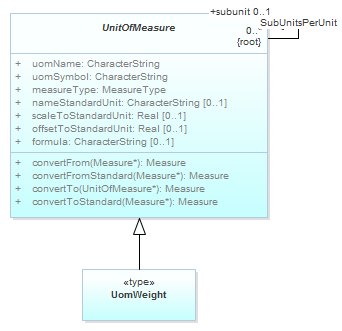 +subunit 0..1
UnitOfMeasure
SubUnitsPerUnit
0..*
{root}
+ uomName: CharacterString
+ uomSymbol: CharacterString
+ measureType: MeasureType
+ nameStandardUnit: CharacterString [0..1]
+ scaleToStandardUnit: Real [0..1]
+ offsetToStandardUnit: Real [0..1]
+ formula: CharacterString [0..1]
+ convertFrom(Measure*): Measure
+ convertFromStandard(Measure*): Measure
+ convertTo(UnitOfMeasure*): Measure
+ convertToStandard(Measure*): Measure
«type»
UomWeight